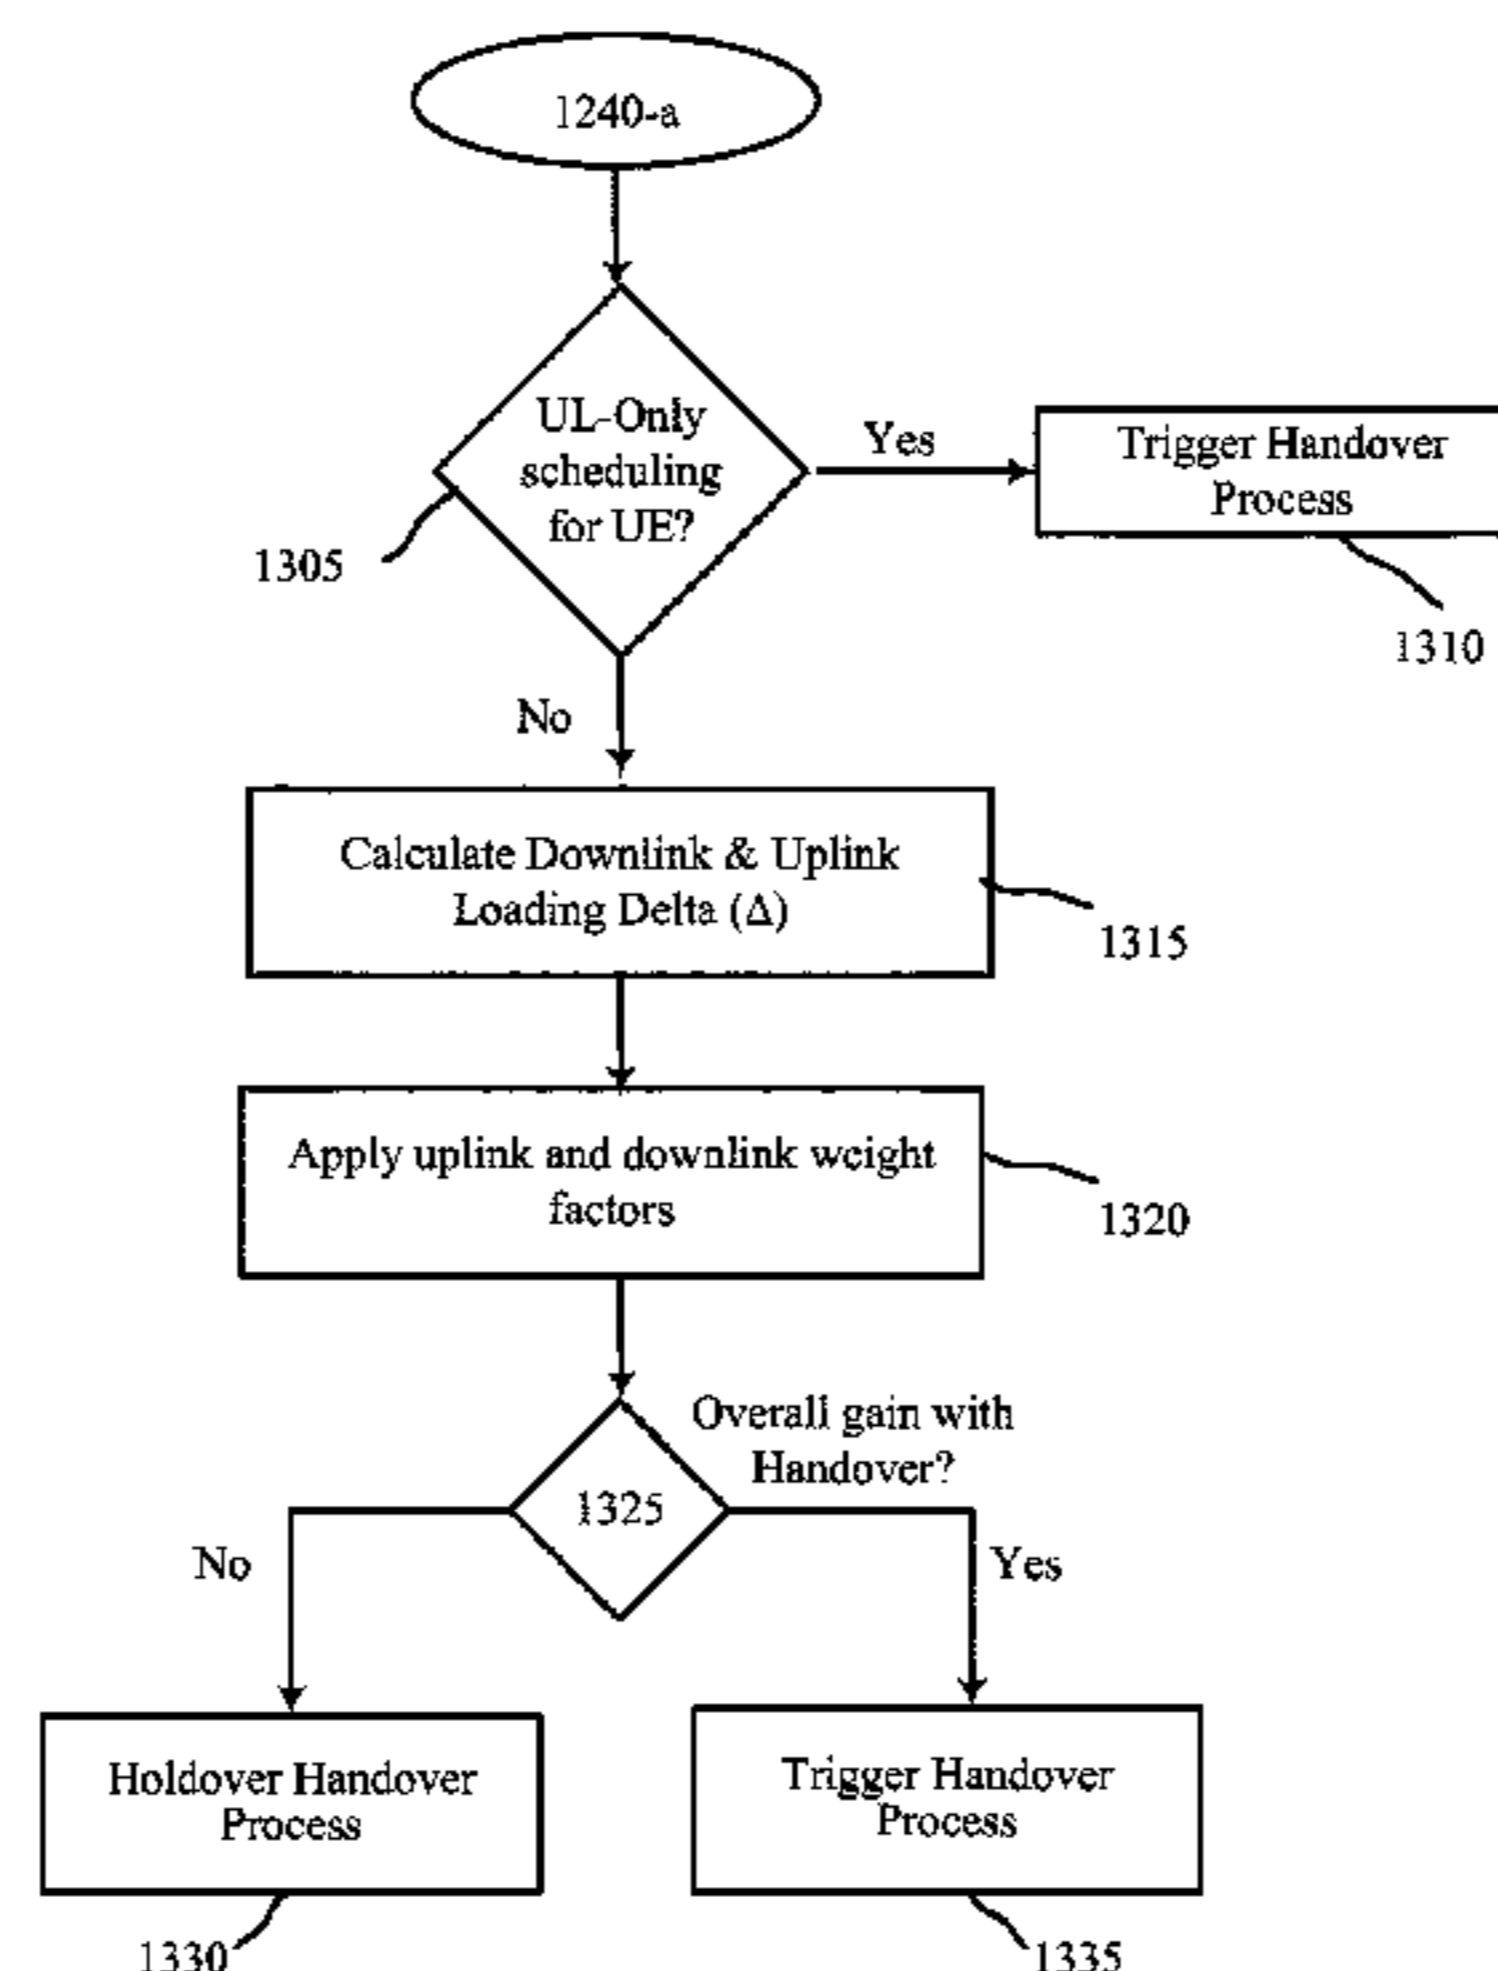 1240-a
UL-Only
scheduling
for UE?
Yes
Trigger Handover
Process
1305
1310
No
Calculate Downlink & Uplink
Loading Delta (Δ)
1315
Apply uplink and downlink weight
factors
1320
Overall gain with
Handover?
1325
No
Yes
Holdover Handover
Process
Trigger Handover
Process
1330
1335